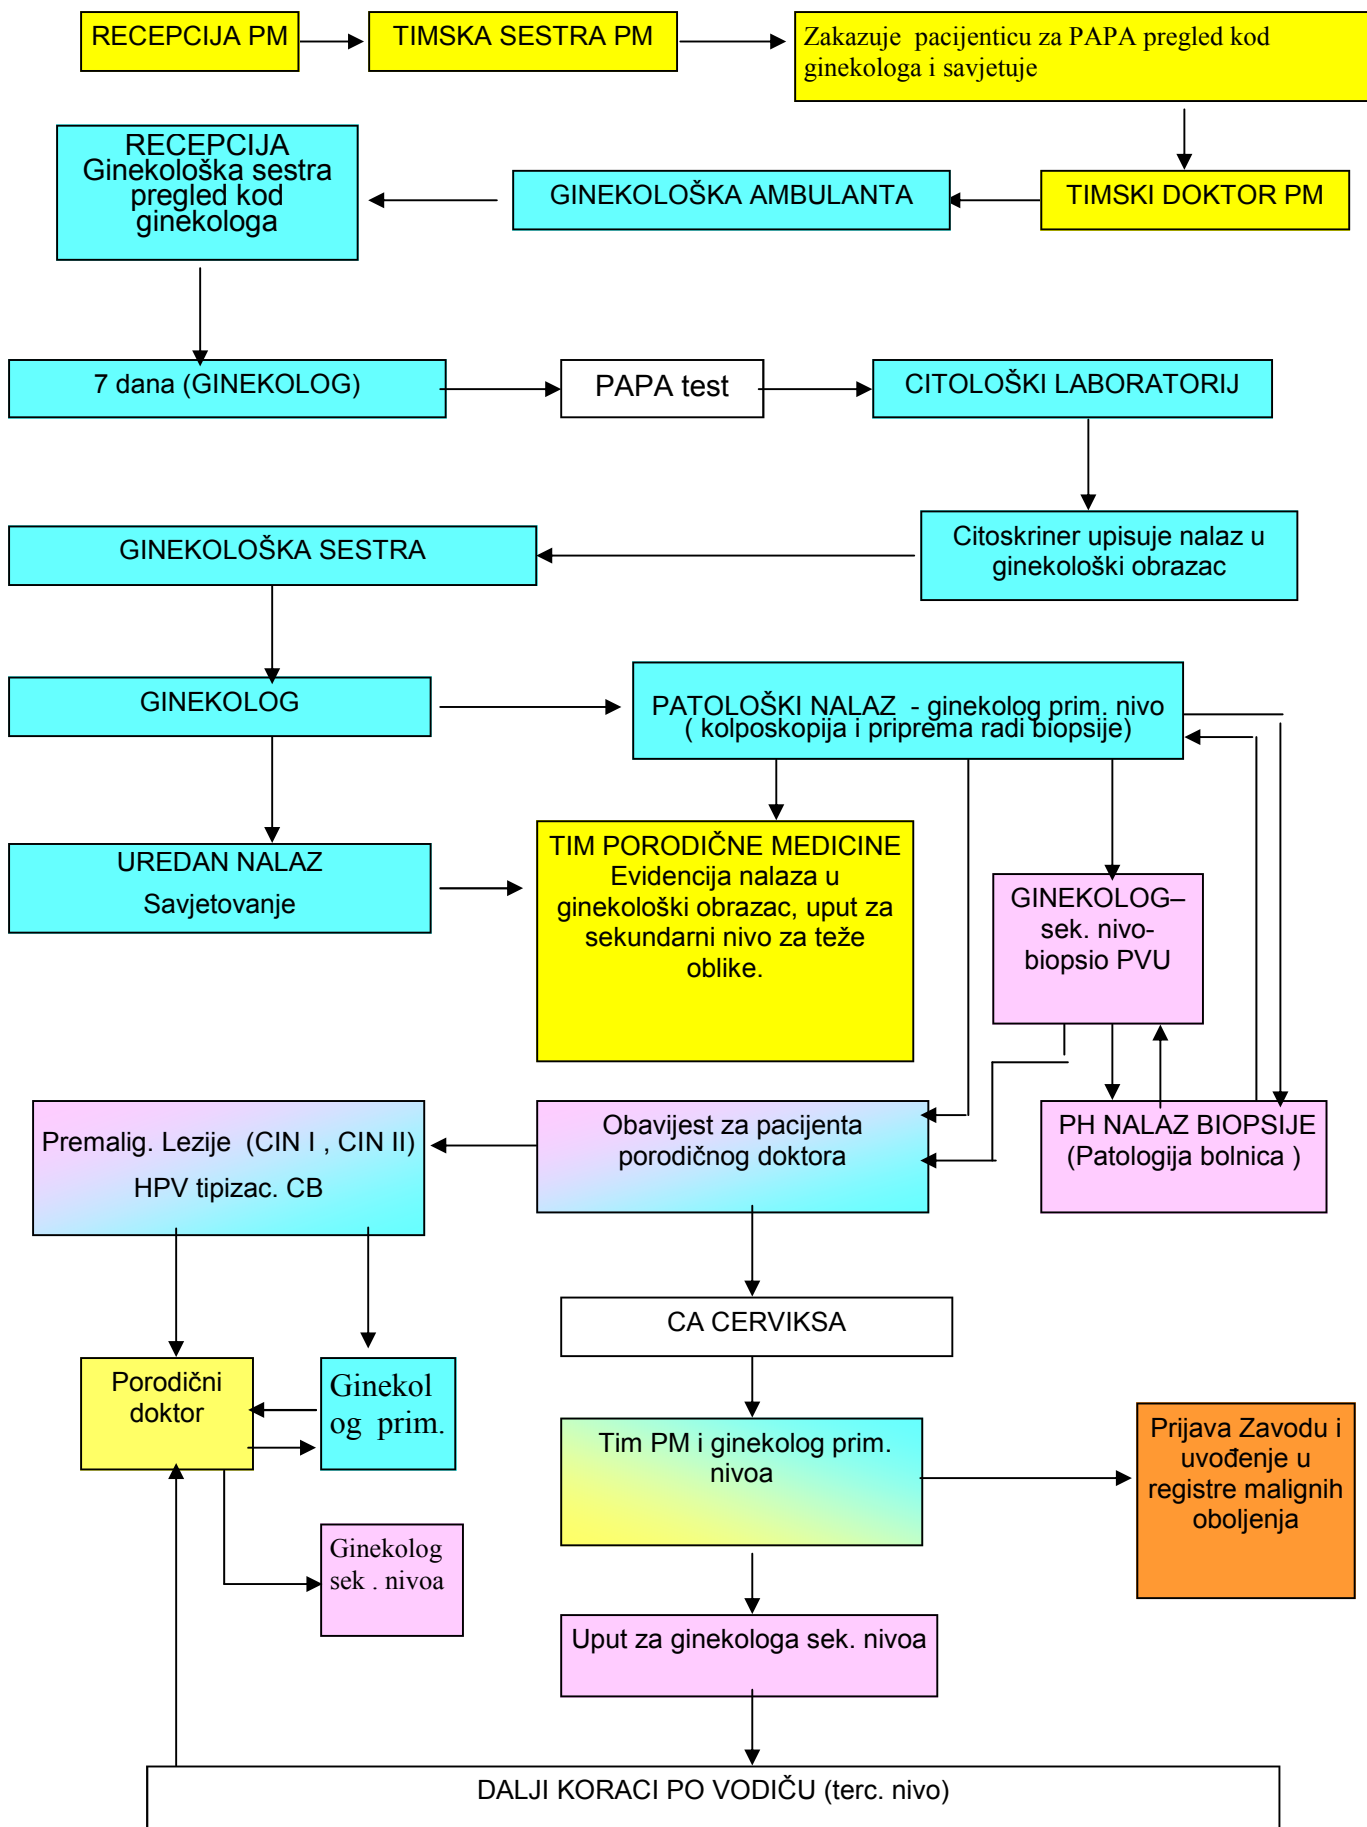 RECEPCIJA PM
TIMSKA SESTRA PM
Zakazuje  pacijenticu za PAPA pregled kod
ginekologa i savjetuje
RECEPCIJA
Ginekološka sestra
pregled kod
ginekologa
GINEKOLOŠKA AMBULANTA
TIMSKI DOKTOR PM
7 dana (GINEKOLOG)
PAPA test
CITOLOŠKI LABORATORIJ
GINEKOLOŠKA SESTRA
Citoskriner upisuje nalaz u
ginekološki obrazac
GINEKOLOG
PATOLOŠKI NALAZ  - ginekolog prim. nivo
( kolposkopija i priprema radi biopsije)
UREDAN NALAZ
Savjetovanje
TIM PORODIČNE MEDICINE
Evidencija nalaza u
ginekološki obrazac, uput za
sekundarni nivo za teže
oblike.
GINEKOLOG–
sek. nivo-
biopsio PVU
Premalig. Lezije  (CIN I , CIN II)
HPV tipizac. CB
Obavijest za pacijenta
porodičnog doktora
PH NALAZ BIOPSIJE
(Patologija bolnica )
CA CERVIKSA
Porodični
doktor
Ginekol
og  prim.
Tim PM i ginekolog prim.
nivoa
Prijava Zavodu i
uvođenje u
registre malignih
oboljenja
Ginekolog
sek . nivoa
Uput za ginekologa sek. nivoa
DALJI KORACI PO VODIČU (terc. nivo)